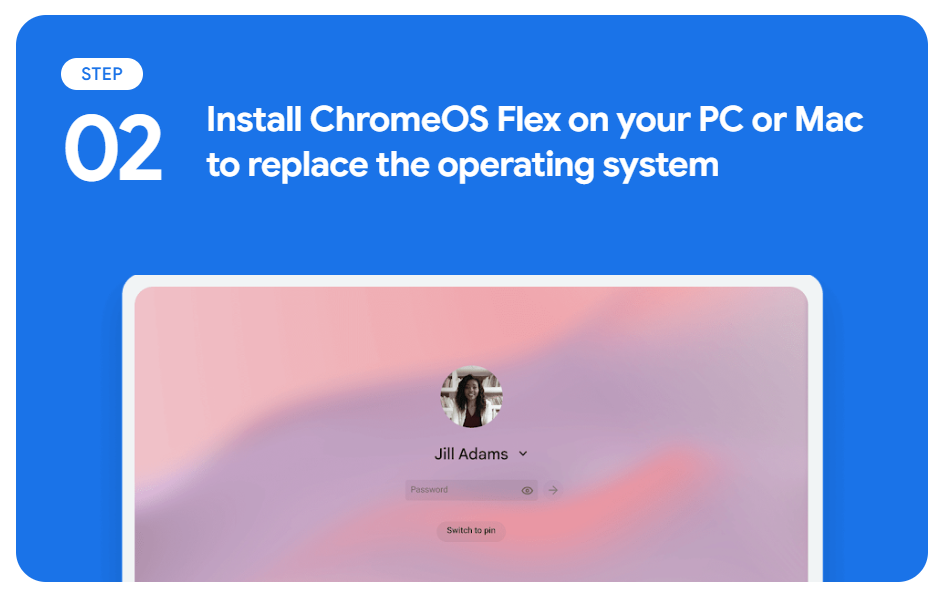 STEP
02
Install ChromeOS Flex on your PC or Mac
to replace the operating system
Jill Adams
Password
Switch to pin